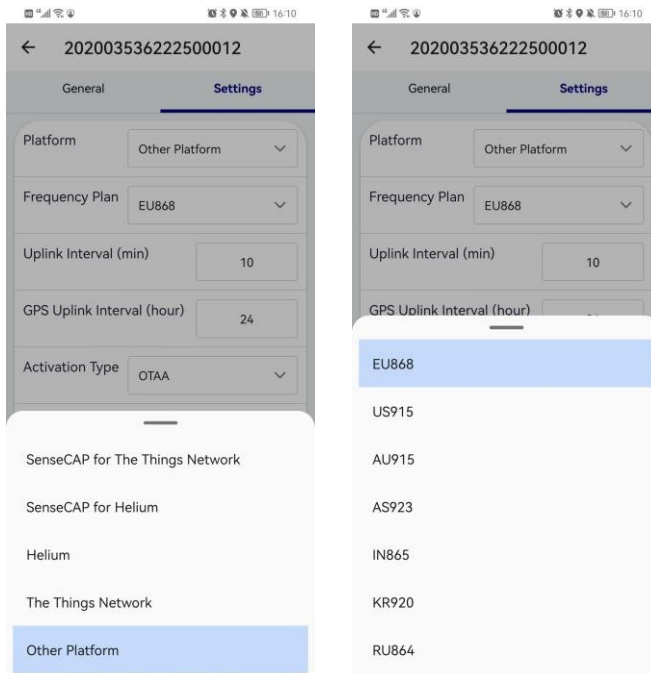 16:10
202003536222500012
General Settings
Platform Other Platform
Frequency Plan EU868
Uplink Interval (min) 10
GPS Uplink Interval (hour) 24
Activation Type OTAA
SenseCAP for The Things Network
SenseCAP for Helium
Helium
The Things Network
Other Platform
16:10
202003536222500012
General Settings
Platform Other Platform
Frequency Plan EU868
Uplink Interval (min) 10
GPS Uplink Interval (hour)
EU868
US915
AU915
AS923
IN865
KR920
RU864